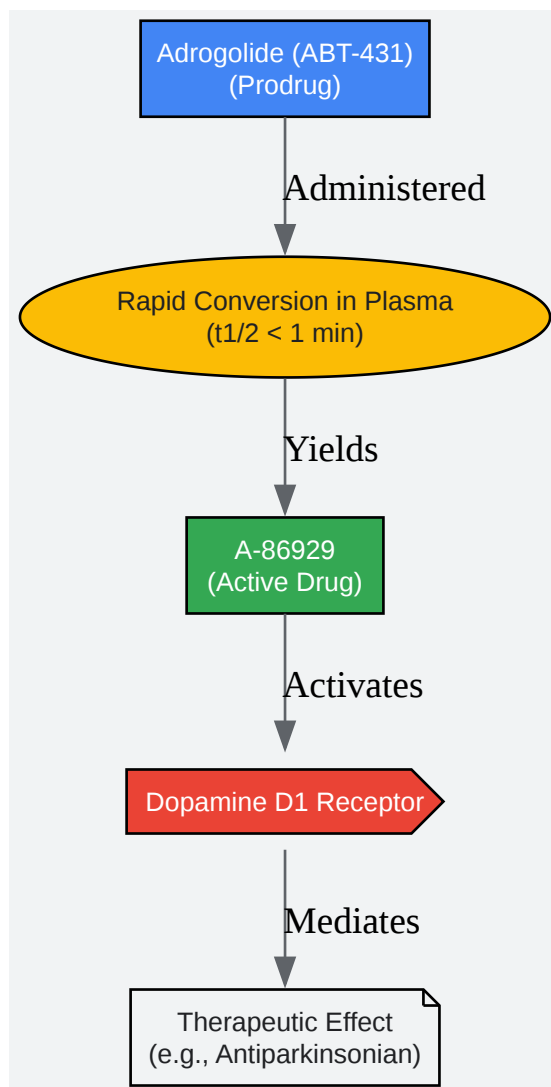 Adrogolide (ABT-431)
(Prodrug)
Administered
Rapid Conversion in Plasma
(t1/2 < 1 min)
Yields
A-86929
(Active Drug)
Activates
Dopamine D1 Receptor
Mediates
Therapeutic Effect
(e.g., Antiparkinsonian)